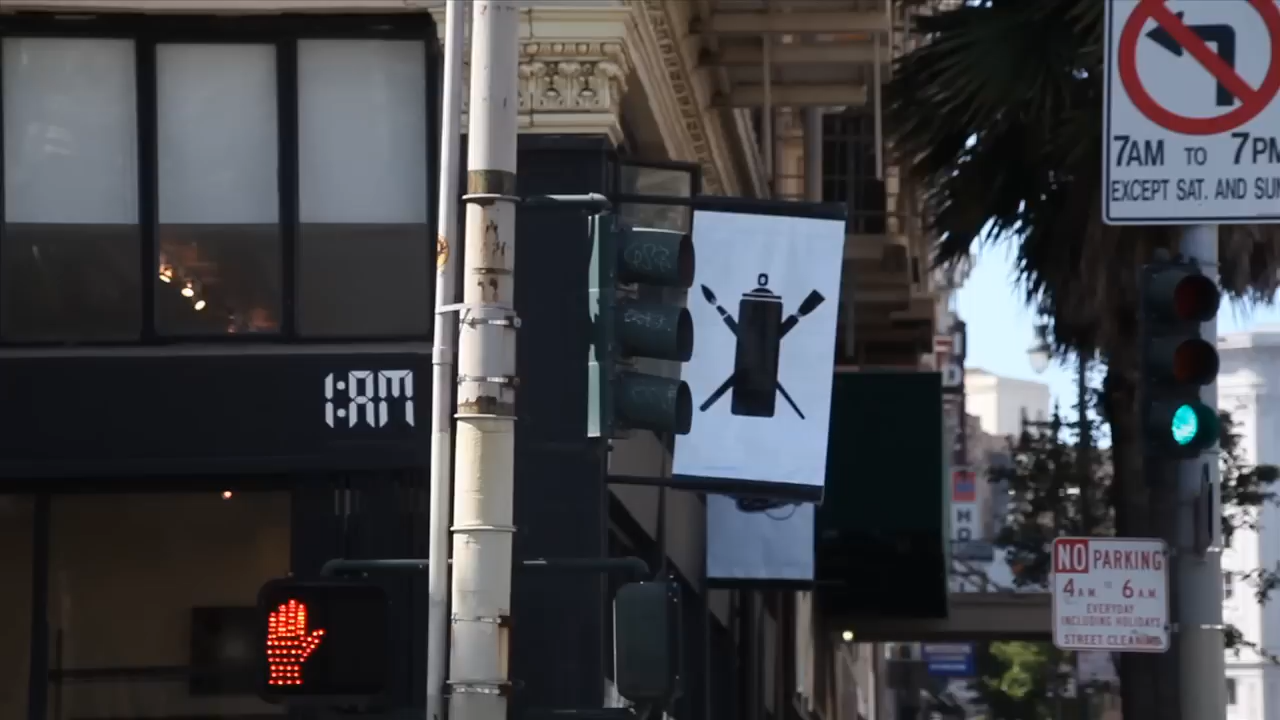 7AM TO 7PM
EXCEPT SAT. AND SUN
1:AM
NO PARKING
4 A.M. TO 6 A.M.
EVERYDAY
INCLUDING HOLIDAYS
STREET CLEANING